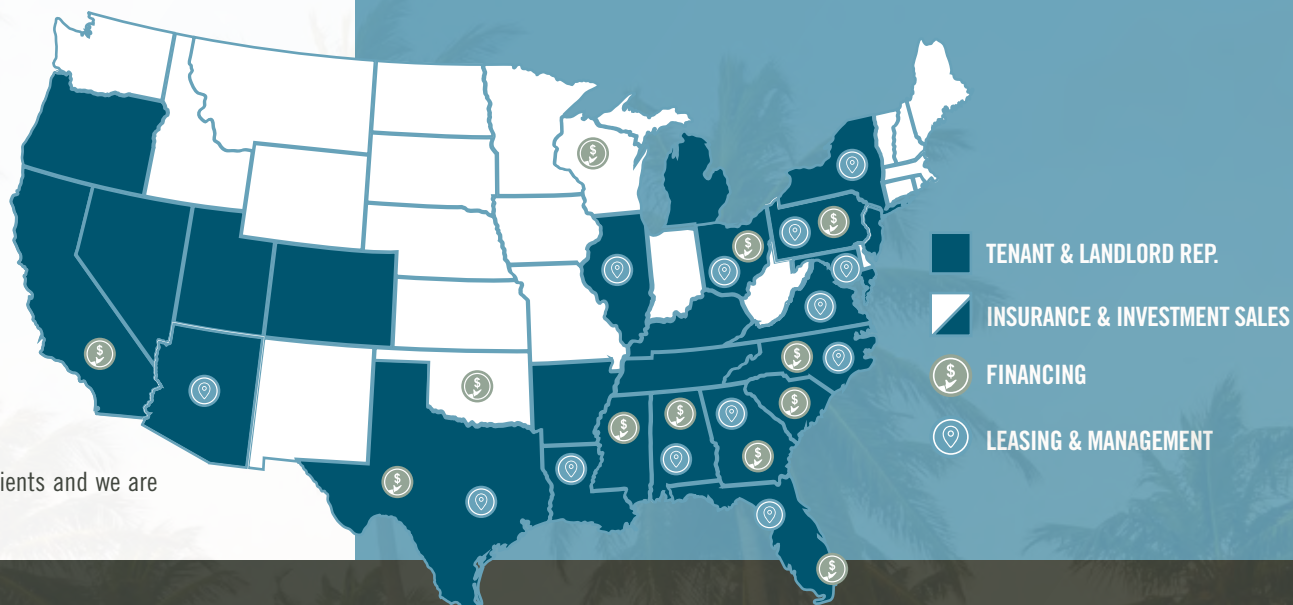 TENANT & LANDLORD REP.
INSURANCE & INVESTMENT SALES
$ FINANCING
LEASING & MANAGEMENT
ients and we are
$
$
$
$
$
$
$
$
$
$
$